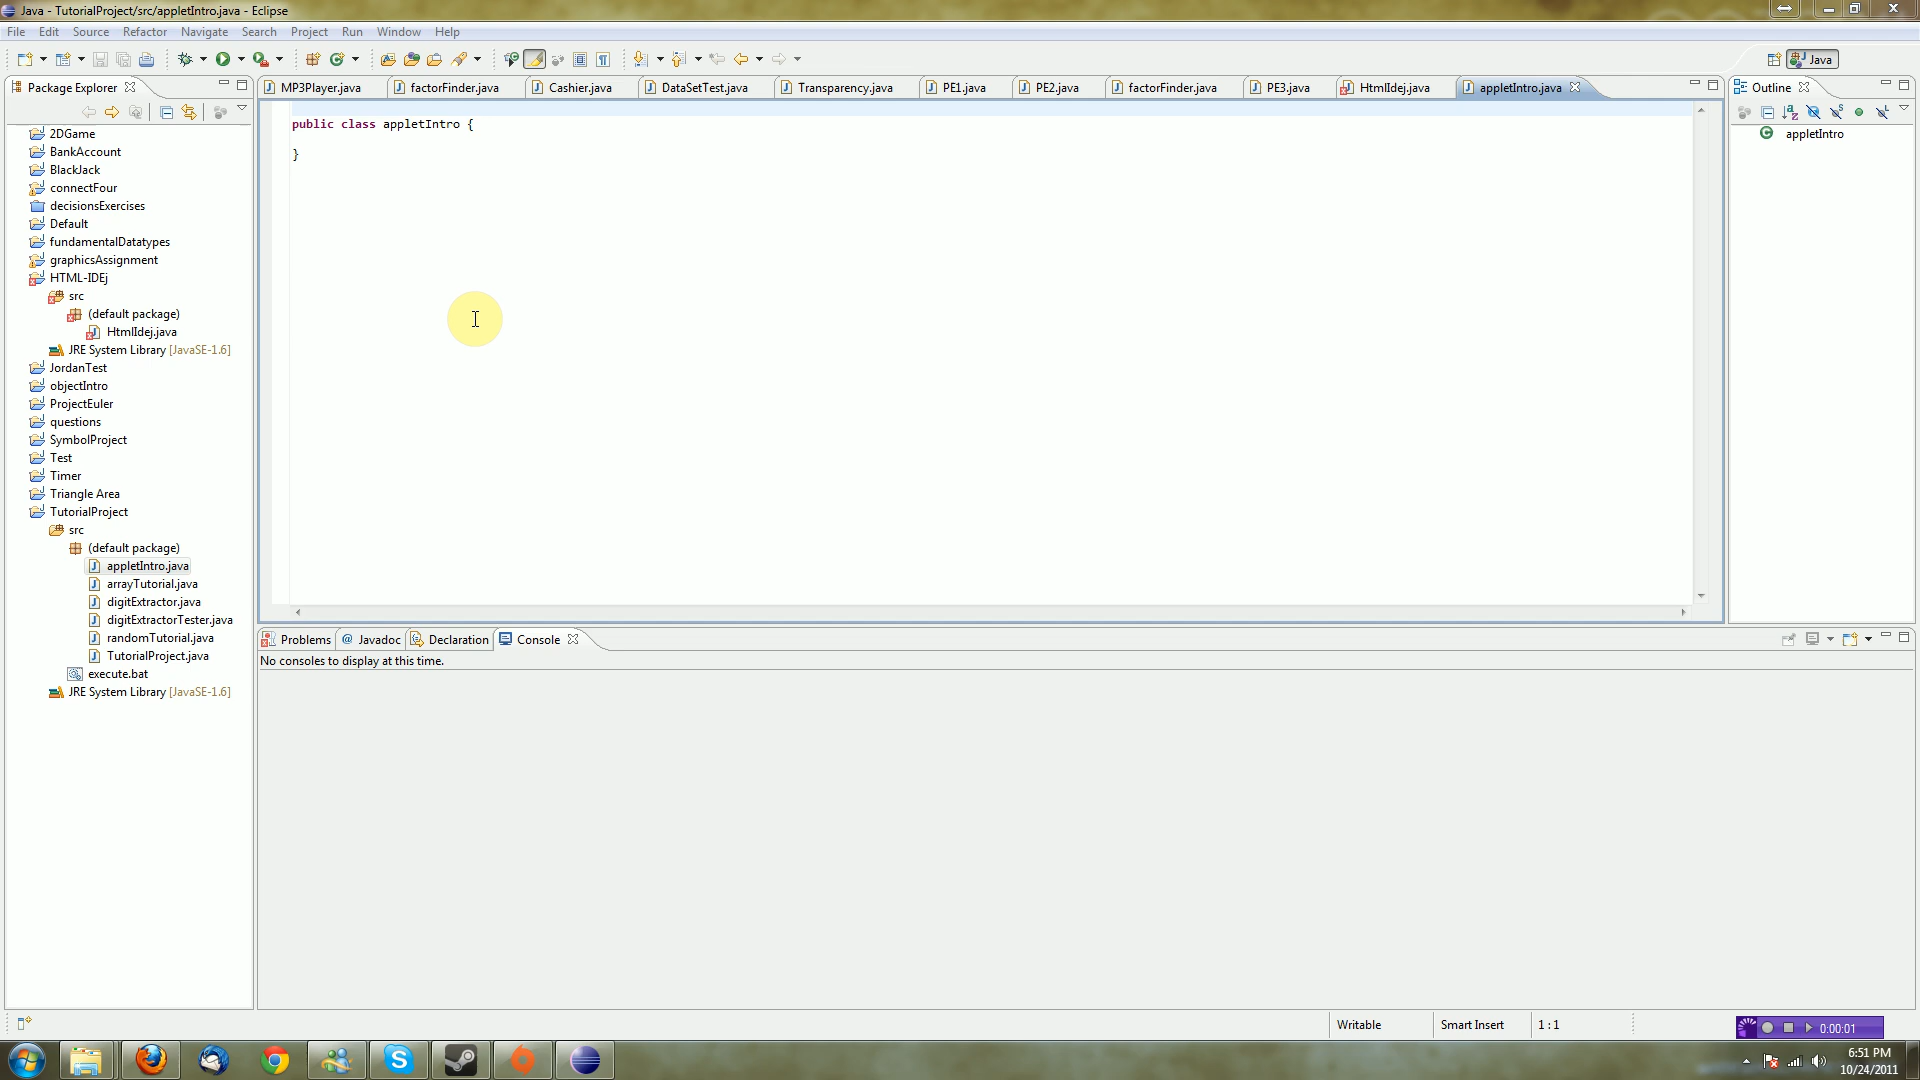 Java - TutorialProject/src/appletIntro.java - Eclipse
File Edit Source Refactor Navigate Search Project Run Window Help
Java
Package Explorer
MP3Player.java factorFinder.java Cashier.java DataSetTest.java Transparency.java PE1.java PE2.java factorFinder.java PE3.java HtmlIdej.java appletIntro.java
Outline
2DGame
BankAccount
BlackJack
connectFour
decisionsExercises
Default
fundamentalDatatypes
graphicsAssignment
HTML-IDEj
src
(default package)
HtmlIdej.java
JRE System Library [JavaSE-1.6]
JordanTest
objectIntro
ProjectEuler
questions
SymbolProject
Test
Timer
Triangle Area
TutorialProject
src
(default package)
appletIntro.java
arrayTutorial.java
digitExtractor.java
digitExtractorTester.java
randomTutorial.java
TutorialProject.java
execute.bat
JRE System Library [JavaSE-1.6]
public class appletIntro {
}
appletIntro
Problems Javadoc Declaration Console
No consoles to display at this time.
Writable Smart Insert 1 : 1
0:00:01
6:51 PM
10/24/2011